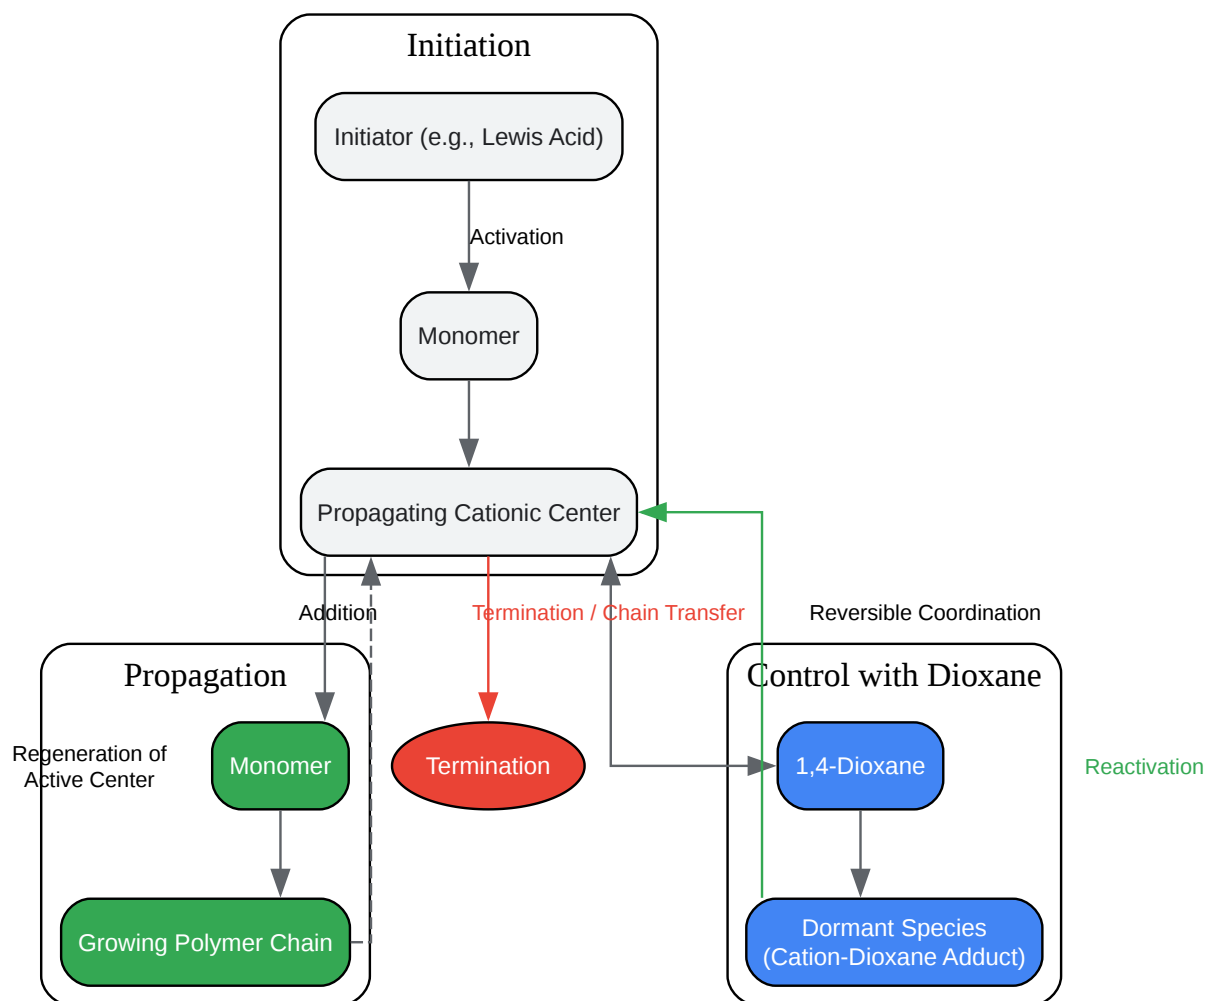 Initiation
Initiator (e.g., Lewis Acid)
Activation
Monomer
Propagating Cationic Center
Addition
Termination / Chain Transfer
Reversible Coordination
Propagation
Control with Dioxane
Regeneration of
Active Center
Monomer
Termination
1,4-Dioxane
Reactivation
Growing Polymer Chain
Dormant Species
(Cation-Dioxane Adduct)